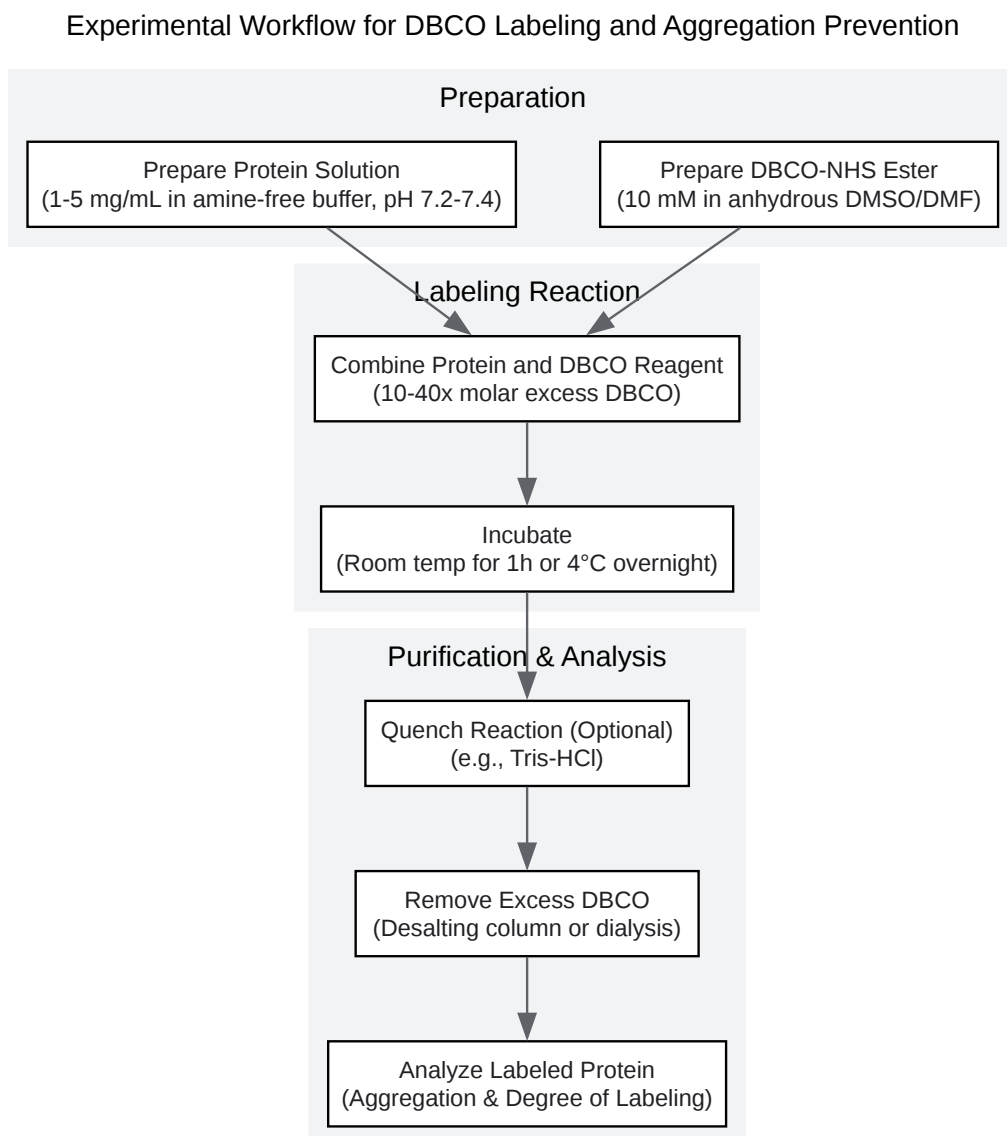 Experimental Workflow for DBCO Labeling and Aggregation Prevention
Preparation
Prepare Protein Solution
(1-5 mg/mL in amine-free buffer, pH 7.2-7.4)
Prepare DBCO-NHS Ester
(10 mM in anhydrous DMSO/DMF)
Labeling Reaction
Combine Protein and DBCO Reagent
(10-40x molar excess DBCO)
Incubate
(Room temp for 1h or 4°C overnight)
Purification & Analysis
Quench Reaction (Optional)
(e.g., Tris-HCl)
Remove Excess DBCO
(Desalting column or dialysis)
Analyze Labeled Protein
(Aggregation & Degree of Labeling)